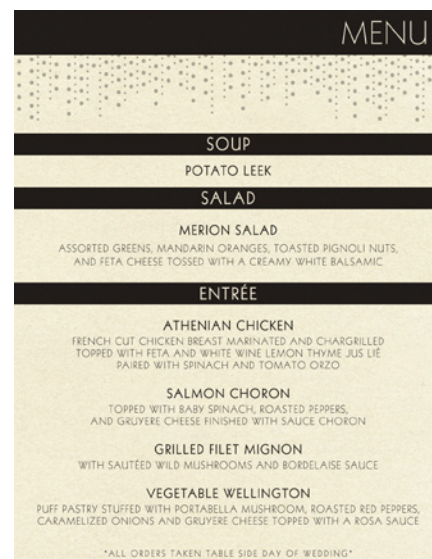 MENU
SOUP
POTATO LEEK
SALAD
MERION SALAD
ASSORTED GREENS, MANDARIN ORANGES, TOASTED PIGNOLI NUTS,
AND FETA CHEESE TOSSED WITH A CREAMY WHITE BALSAMIC
ENTRÉE
ATHENIAN CHICKEN
FRENCH CUT CHICKEN BREAST MARINATED AND CHARGRILLED
TOPPED WITH FETA AND WHITE WINE LEMON THYME JUS LIÉ
PAIRED WITH SPINACH AND TOMATO ORZO
SALMON CHORON
TOPPED WITH BABY SPINACH, ROASTED PEPPERS,
AND GRUYERE CHEESE FINISHED WITH SAUCE CHORON
GRILLED FILET MIGNON
WITH SAUTÉED WILD MUSHROOMS AND BORDELAISE SAUCE
VEGETABLE WELLINGTON
PUFF PASTRY STUFFED WITH PORTABELLA MUSHROOM, ROASTED RED PEPPERS,
CARAMELIZED ONIONS AND GRUYERE CHEESE TOPPED WITH A ROSA SAUCE
*ALL ORDERS TAKEN TABLE SIDE DAY OF WEDDING*